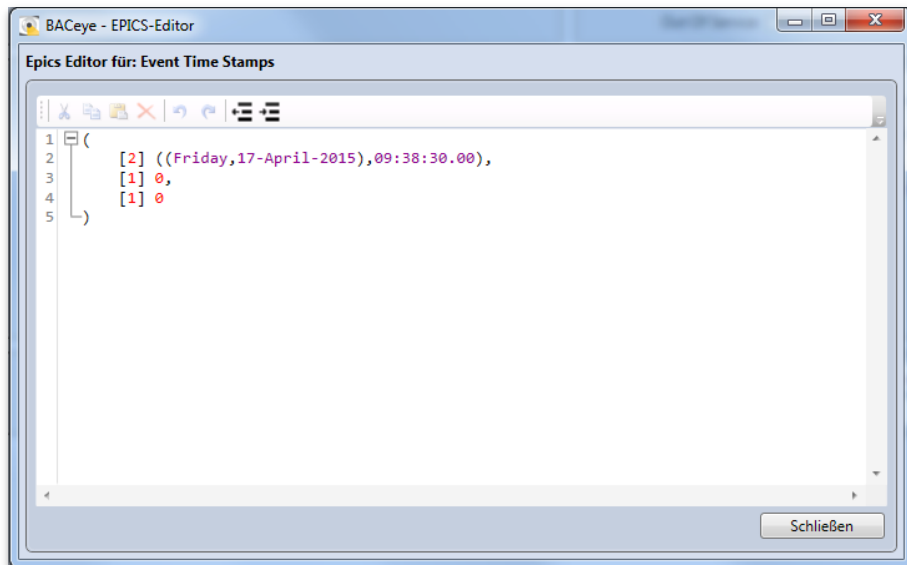 BACeye - EPICS-Editor
Epics Editor für: Event Time Stamps
1 (
2 [2] ((Friday,17-April-2015),09:38:30.00),
3 [1] 0,
4 [1] 0
5 )
Schließen